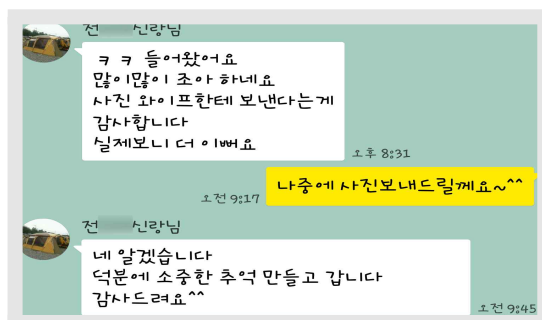 전 신랑님
ㅋ ㅋ 들어왔어요
많이많이 조아 하네요
사진 와이프한테 보낸다는게
감사합니다
실제보니 더 이뻐요
오후 8:31
나중에 사진보내드릴께요~^^
오전 9:17
전 신랑님
네 알겠습니다
덕분에 소중한 추억 만들고 갑니다
감사드려요^^
오전 9:45